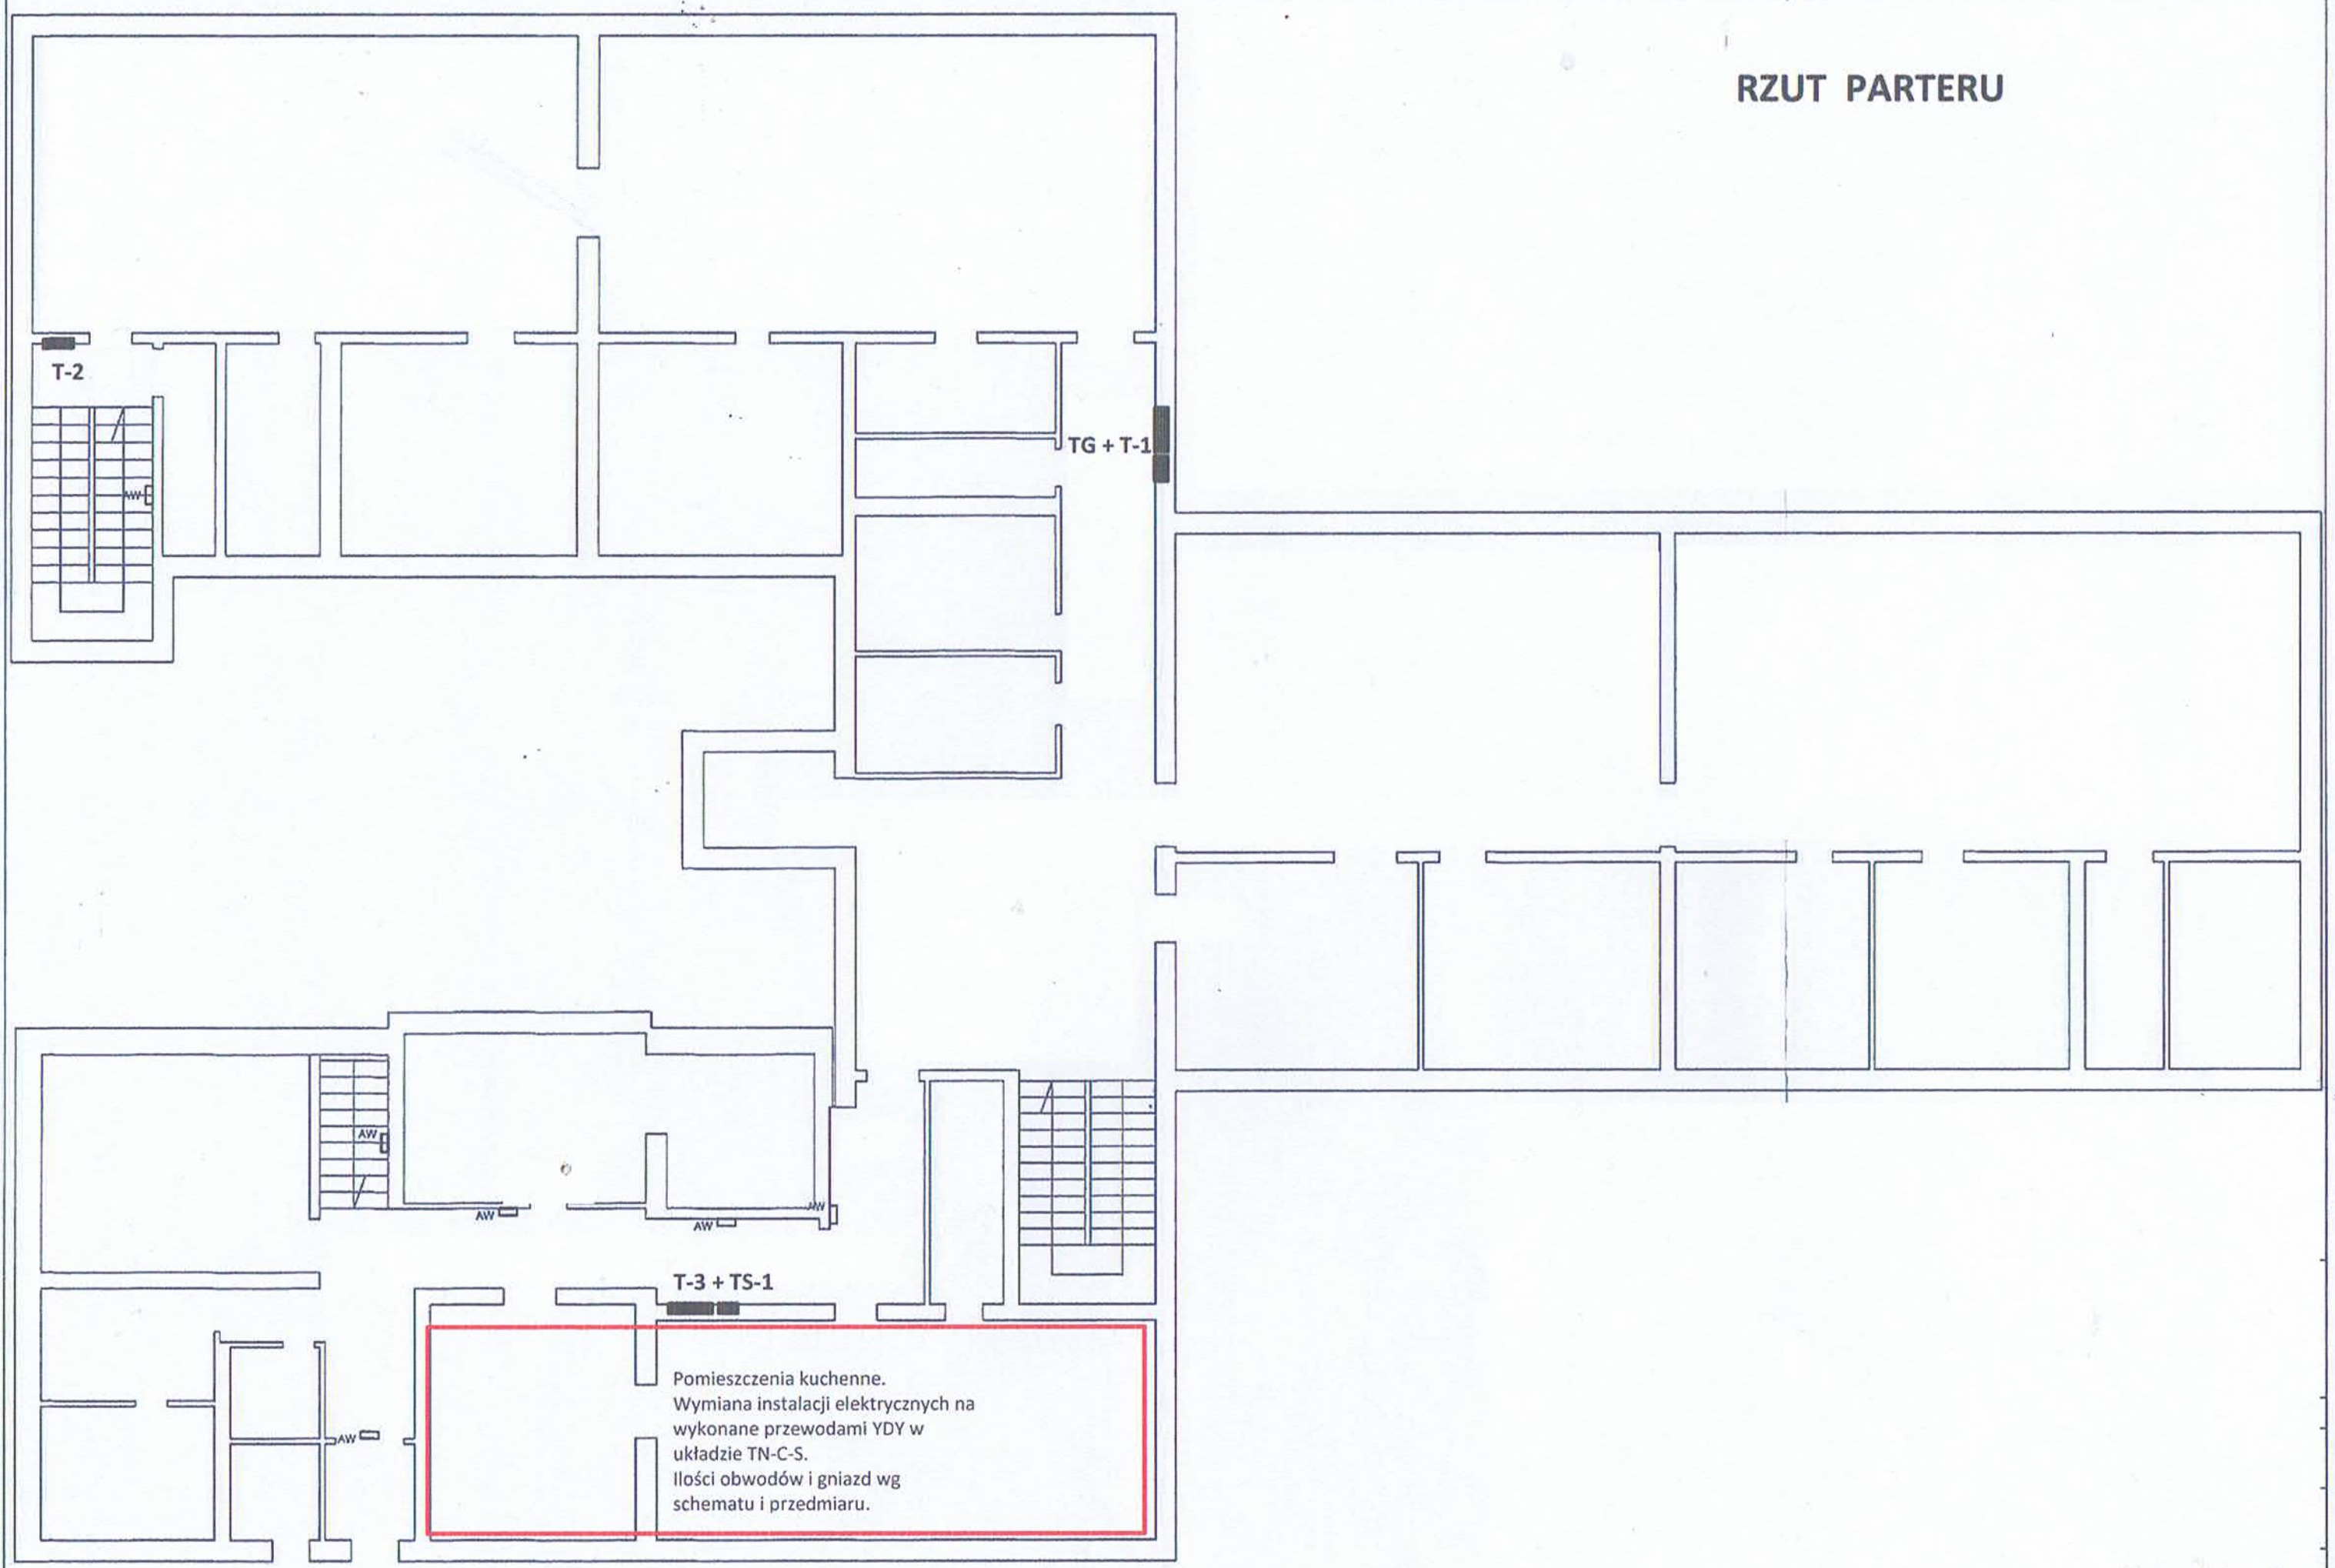 RZUT PARTERU
T-2
TG + T-1
AW
AW
AW
AW
AW
T-3 + TS-1
Pomieszczenia kuchenne.
Wymiana instalacji elektrycznych na
wykonane przewodami YDY w
układzie TN-C-S.
Ilości obwodów i gniazd wg
schematu i przedmiaru.
AW